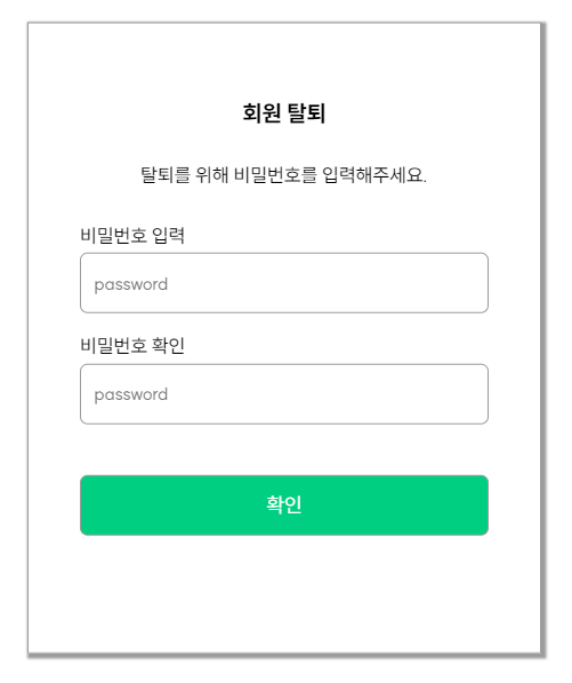 회원 탈퇴
탈퇴를 위해 비밀번호를 입력해주세요.
비밀번호 입력
password
비밀번호 확인
password
확인